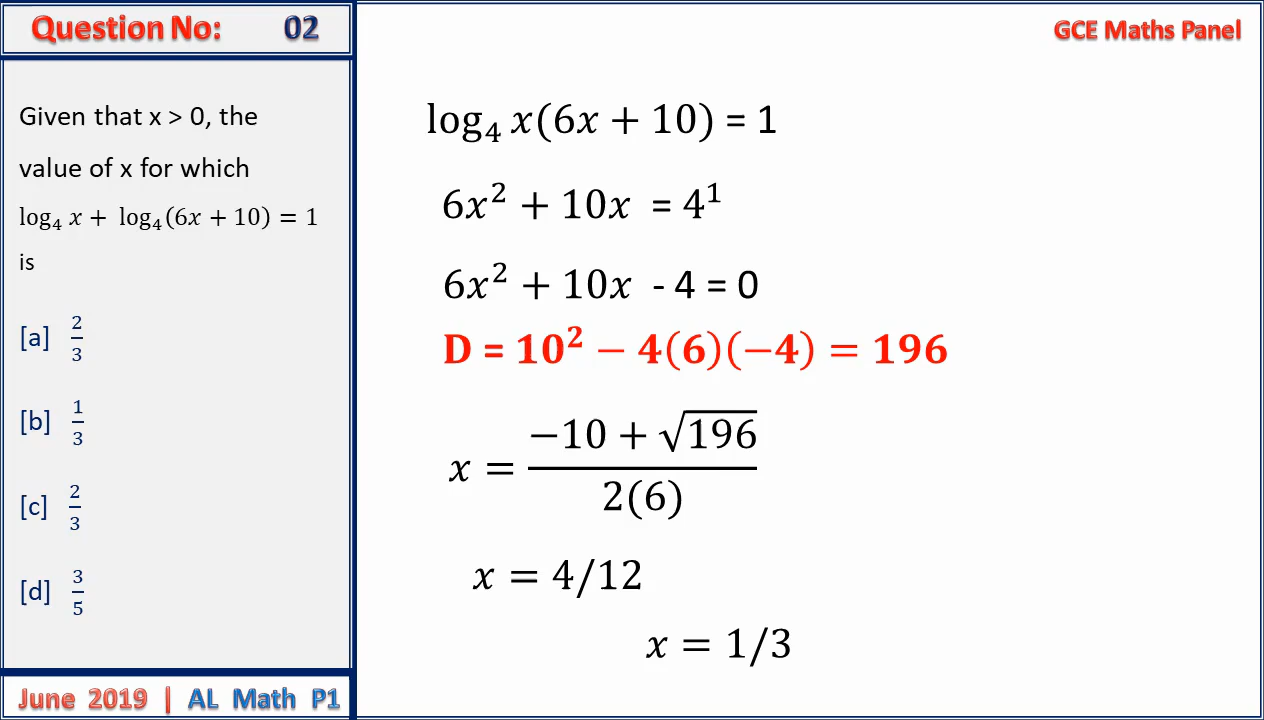 Question No: 02
GCE Maths Panel
Given that x > 0, the
value of x for which
log₄ x + log₄(6x + 10) = 1
is
[a] 2/3
[b] 1/3
[c] 2/3
[d] 3/5
June 2019 | AL Math P1
log₄ x(6x + 10) = 1
6x² + 10x = 4¹
6x² + 10x - 4 = 0
D = 10² − 4(6)(−4) = 196
x = (−10 + √196)/(2(6))
x = 4/12
x = 1/3